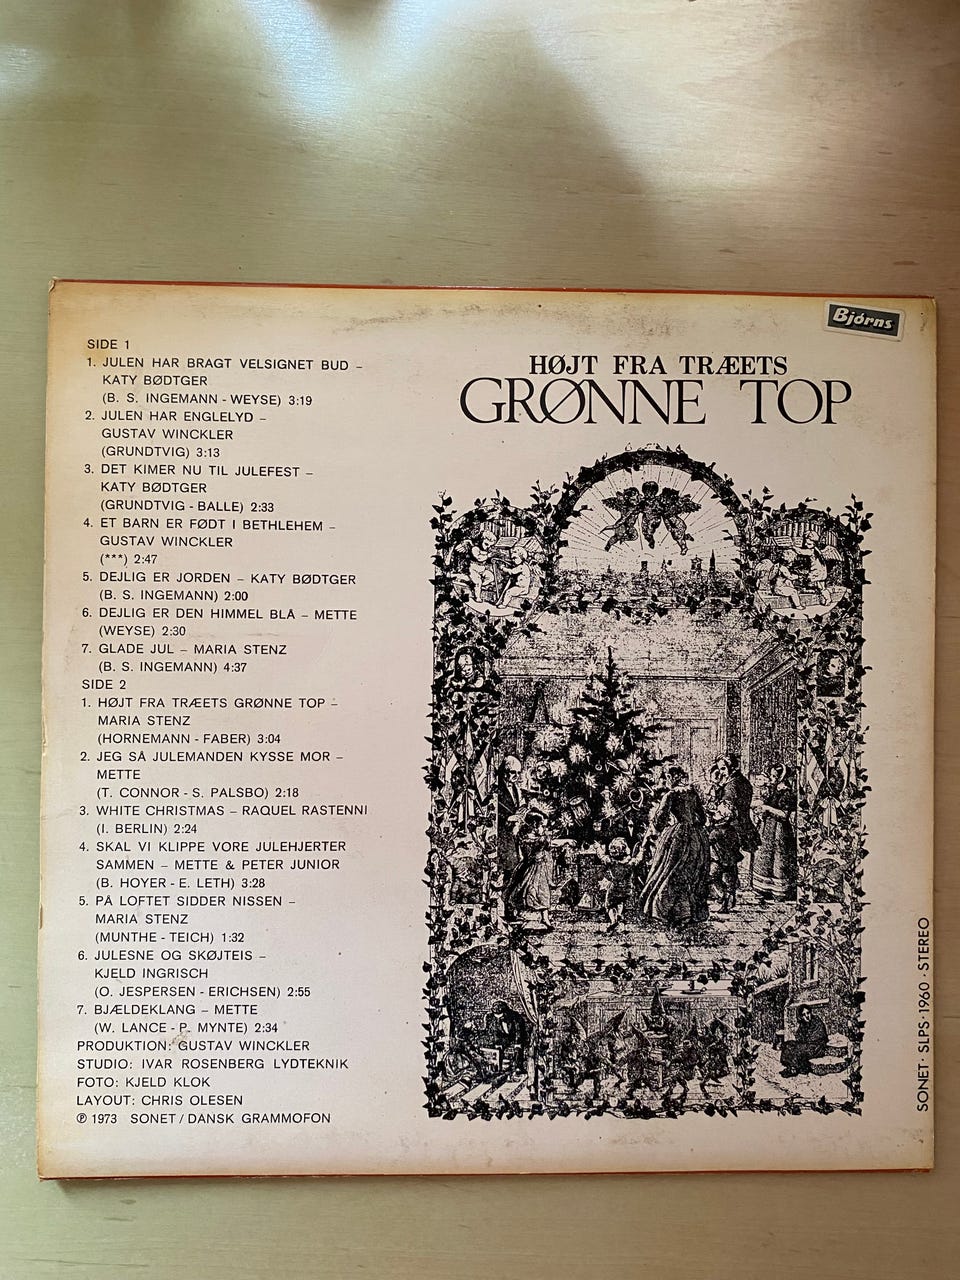 Bjórns
SIDE 1
1. JULEN HAR BRAGT VELSIGNET BUD –
KATY BØDTGER
(B. S. INGEMANN - WEYSE) 3:19
2. JULEN HAR ENGLELYD –
GUSTAV WINCKLER
(GRUNDTVIG) 3:13
3. DET KIMER NU TIL JULEFEST –
KATY BØDTGER
(GRUNDTVIG - BALLE) 2:33
4. ET BARN ER FØDT I BETHLEHEM –
GUSTAV WINCKLER
(***) 2:47
5. DEJLIG ER JORDEN – KATY BØDTGER
(B. S. INGEMANN) 2:00
6. DEJLIG ER DEN HIMMEL BLÅ – METTE
(WEYSE) 2:30
7. GLADE JUL – MARIA STENZ
(B. S. INGEMANN) 4:37
SIDE 2
1. HØJT FRA TRÆETS GRØNNE TOP –
MARIA STENZ
(HORNEMANN - FABER) 3:04
2. JEG SÅ JULEMANDEN KYSSE MOR –
METTE
(T. CONNOR - S. PALSBO) 2:18
3. WHITE CHRISTMAS – RAQUEL RASTENNI
(I. BERLIN) 2:24
4. SKAL VI KLIPPE VORE JULEHJERTER
SAMMEN – METTE & PETER JUNIOR
(B. HOYER - E. LETH) 3:28
5. PÅ LOFTET SIDDER NISSEN –
MARIA STENZ
(MUNTHE - TEICH) 1:32
6. JULESNE OG SKØJTEIS –
KJELD INGRISCH
(O. JESPERSEN - ERICHSEN) 2:55
7. BJÆLDEKLANG – METTE
(W. LANCE - P. MYNTE) 2:34
PRODUKTION: GUSTAV WINCKLER
STUDIO: IVAR ROSENBERG LYDTEKNIK
FOTO: KJELD KLOK
LAYOUT: CHRIS OLESEN
℗ 1973 SONET / DANSK GRAMMOFON
HØJT FRA TRÆETS
GRØNNE TOP
SONET · SLPS 1960 · STEREO